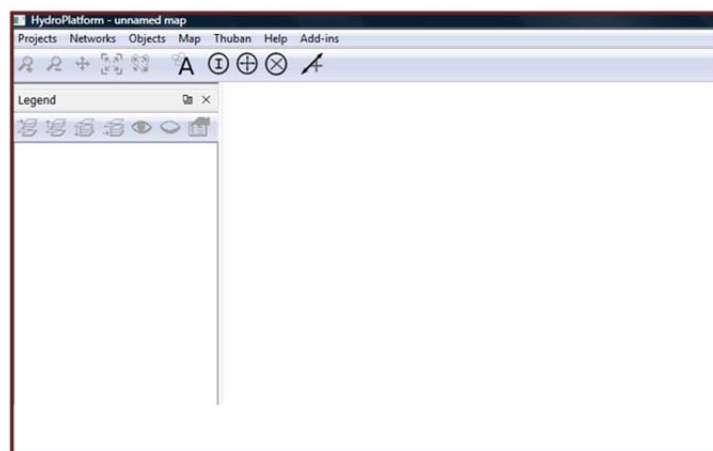 HydroPlatform - unnamed map
Projects Networks Objects Map Thuban Help Add-ins
A I
Legend